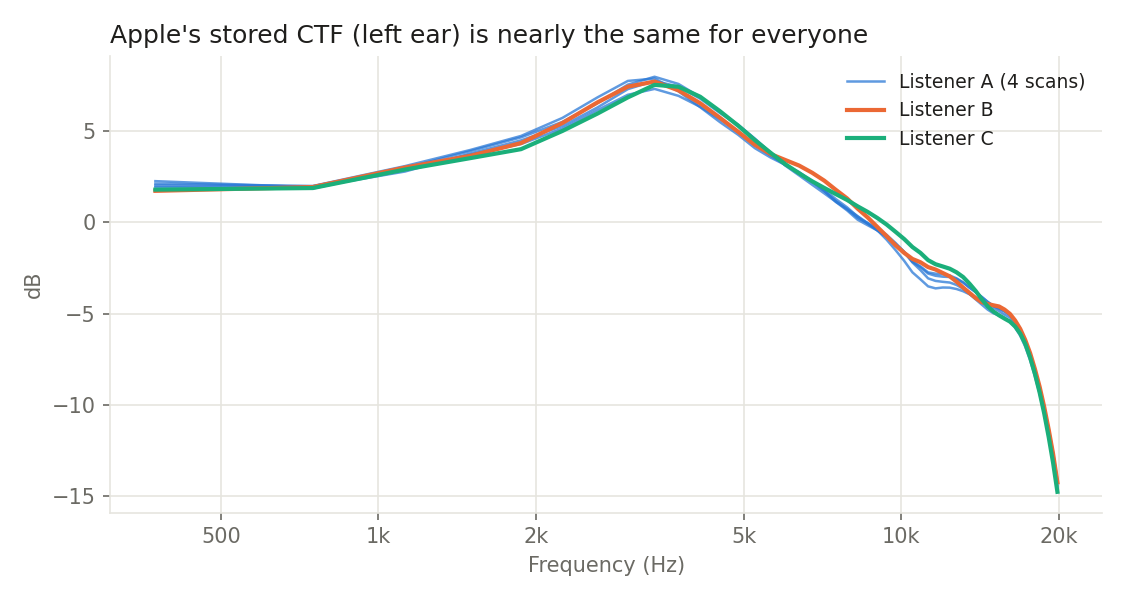 Apple's stored CTF (left ear) is nearly the same for everyone
Listener A (4 scans)
Listener B
Listener C
dB
5
0
−5
−10
−15
500
1k
2k
5k
10k
20k
Frequency (Hz)